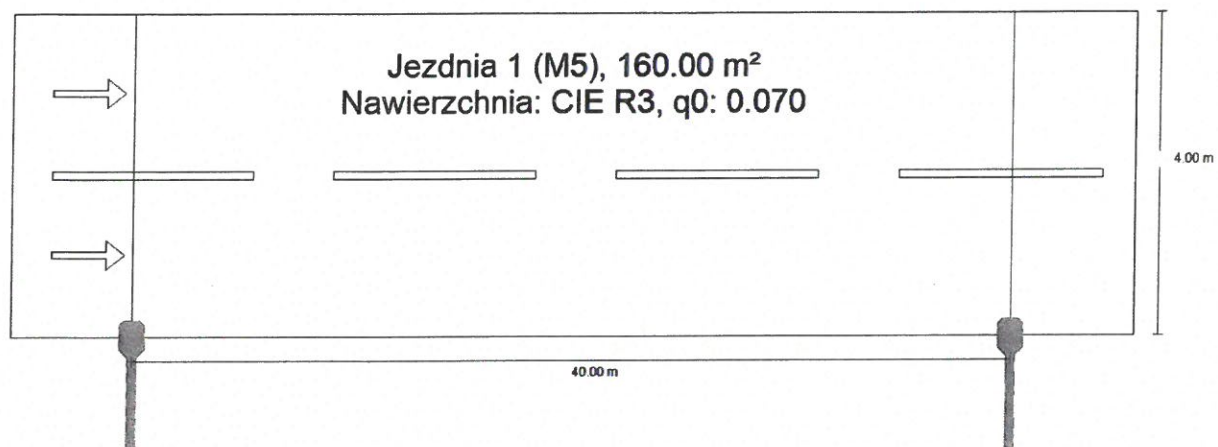 Jezdnia 1 (M5), 160.00 m²
Nawierzchnia: CIE R3, q0: 0.070
4.00 m
40.00 m